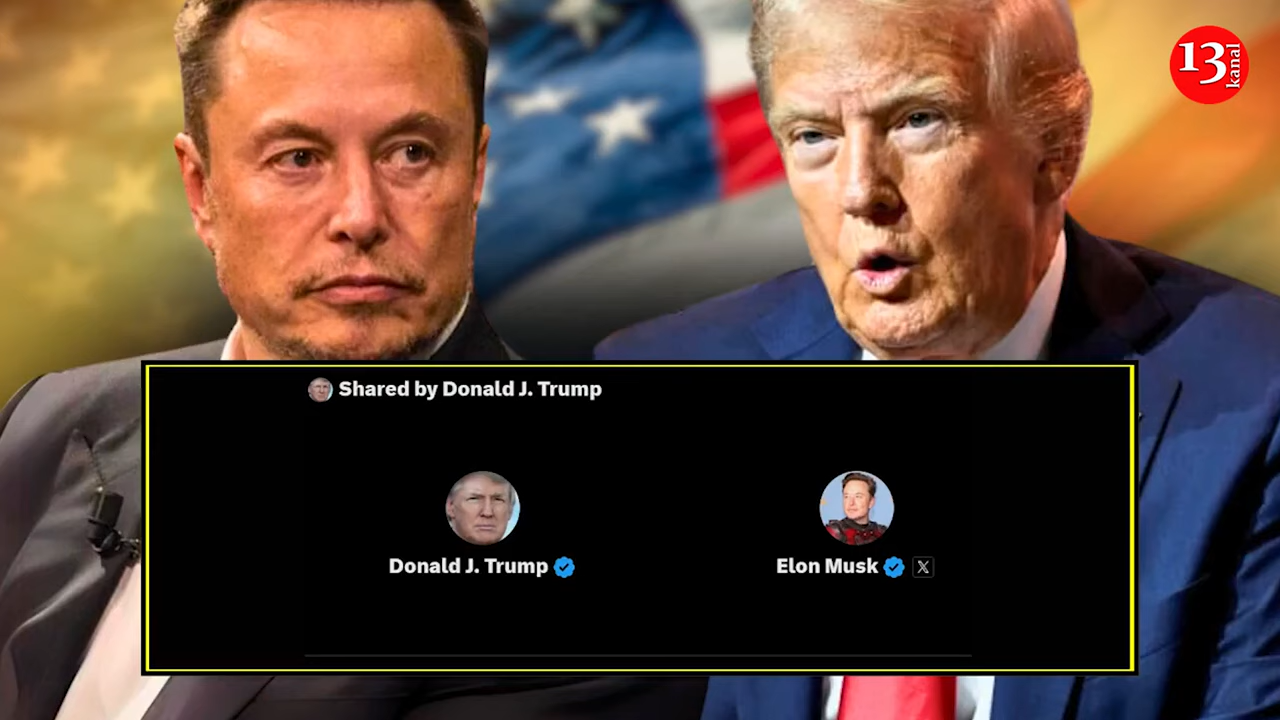 13
kanal
Shared by Donald J. Trump
Donald J. Trump
Elon Musk
X